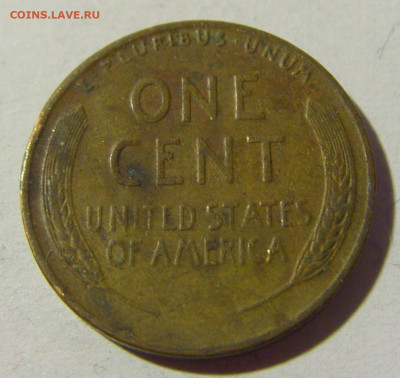 COINS.LAVE.RU
E·PLURIBUS·UNUM·
ONE
CENT
UNITED STATES
OF AMERICA